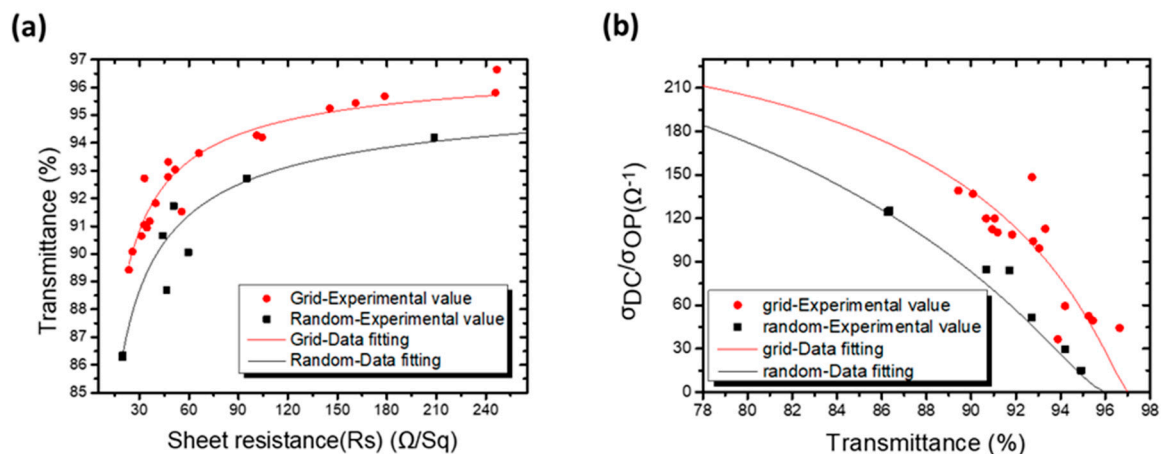 (a)
Transmittance (%)
97
96
95
94
93
92
91
90
89
88
87
86
85
30 60 90 120 150 180 210 240
Sheet resistance(Rs) (Ω/Sq)
Grid-Experimental value
Random-Experimental value
Grid-Data fitting
Random-Data fitting
(b)
σDC/σOP(Ω⁻¹)
210
180
150
120
90
60
30
0
78 80 82 84 86 88 90 92 94 96 98
Transmittance (%)
grid-Experimental value
random-Experimental value
grid-Data fitting
random-Data fitting